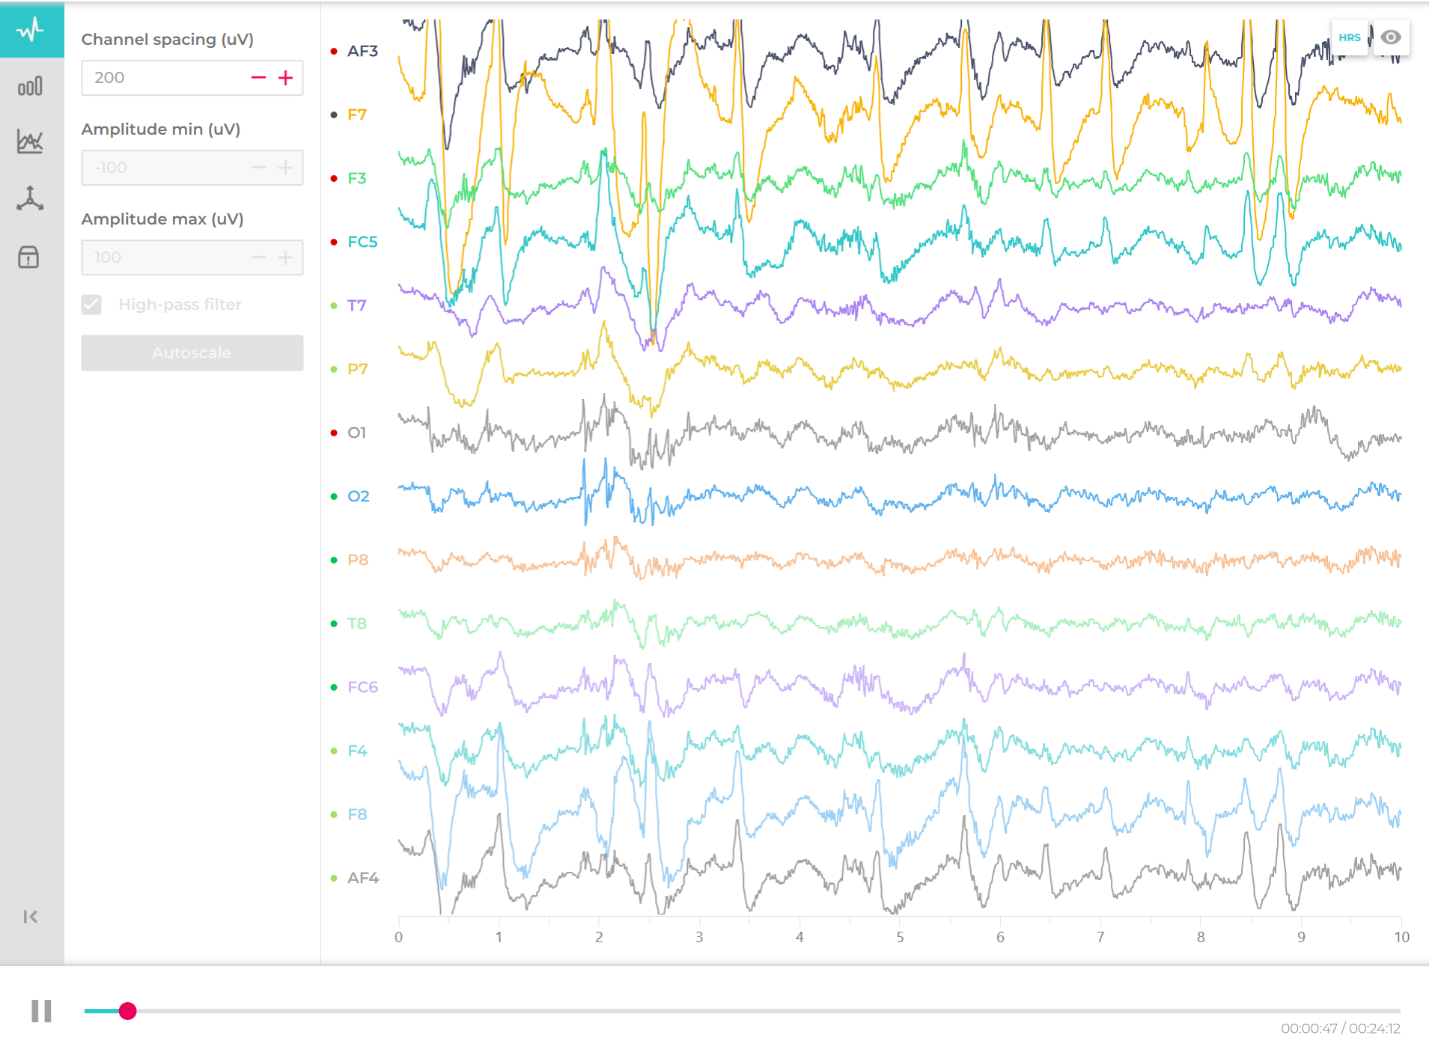 Channel spacing (uV)
200
Amplitude min (uV)
-100
Amplitude max (uV)
100
High-pass filter
Autoscale
HRS
AF3
F7
F3
FC5
T7
P7
O1
O2
P8
T8
FC6
F4
F8
AF4
0 1 2 3 4 5 6 7 8 9 10
00:00:47 / 00:24:12